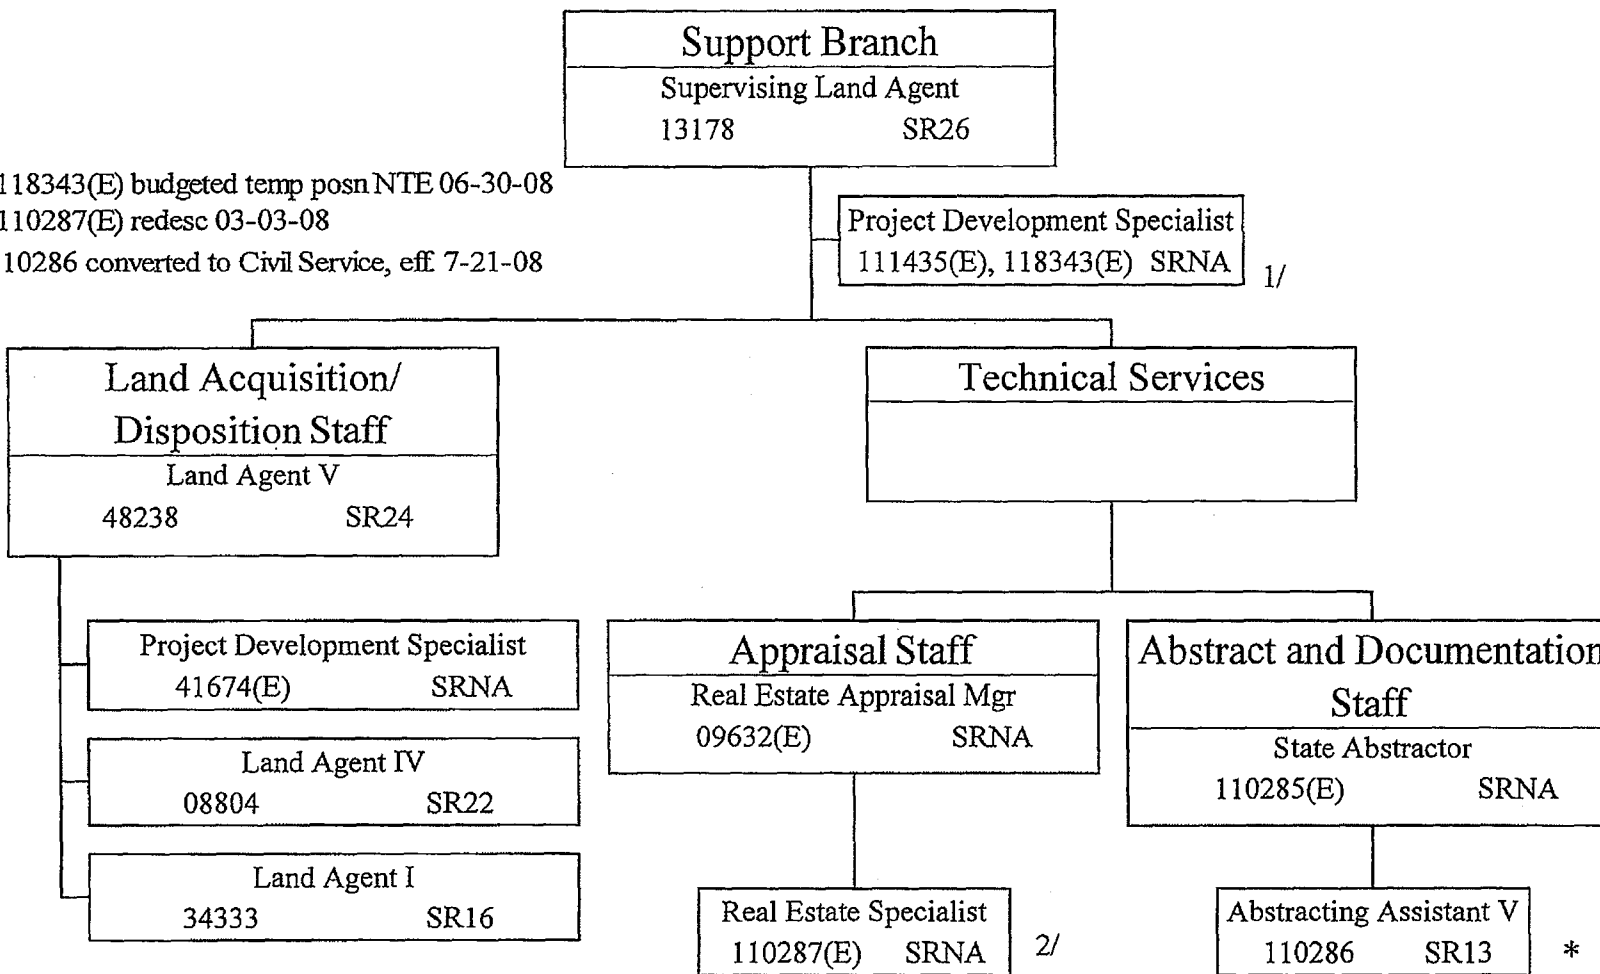 Support Branch
Supervising Land Agent
13178 SR26
118343(E) budgeted temp posn NTE 06-30-08
110287(E) redesc 03-03-08
10286 converted to Civil Service, eff. 7-21-08
Project Development Specialist
111435(E), 118343(E) SRNA
1/
Land Acquisition/
Disposition Staff
Land Agent V
48238 SR24
Technical Services
Project Development Specialist
41674(E) SRNA
Land Agent IV
08804 SR22
Land Agent I
34333 SR16
Appraisal Staff
Real Estate Appraisal Mgr
09632(E) SRNA
Real Estate Specialist
110287(E) SRNA
2/
Abstract and Documentation
Staff
State Abstractor
110285(E) SRNA
Abstracting Assistant V
110286 SR13
*